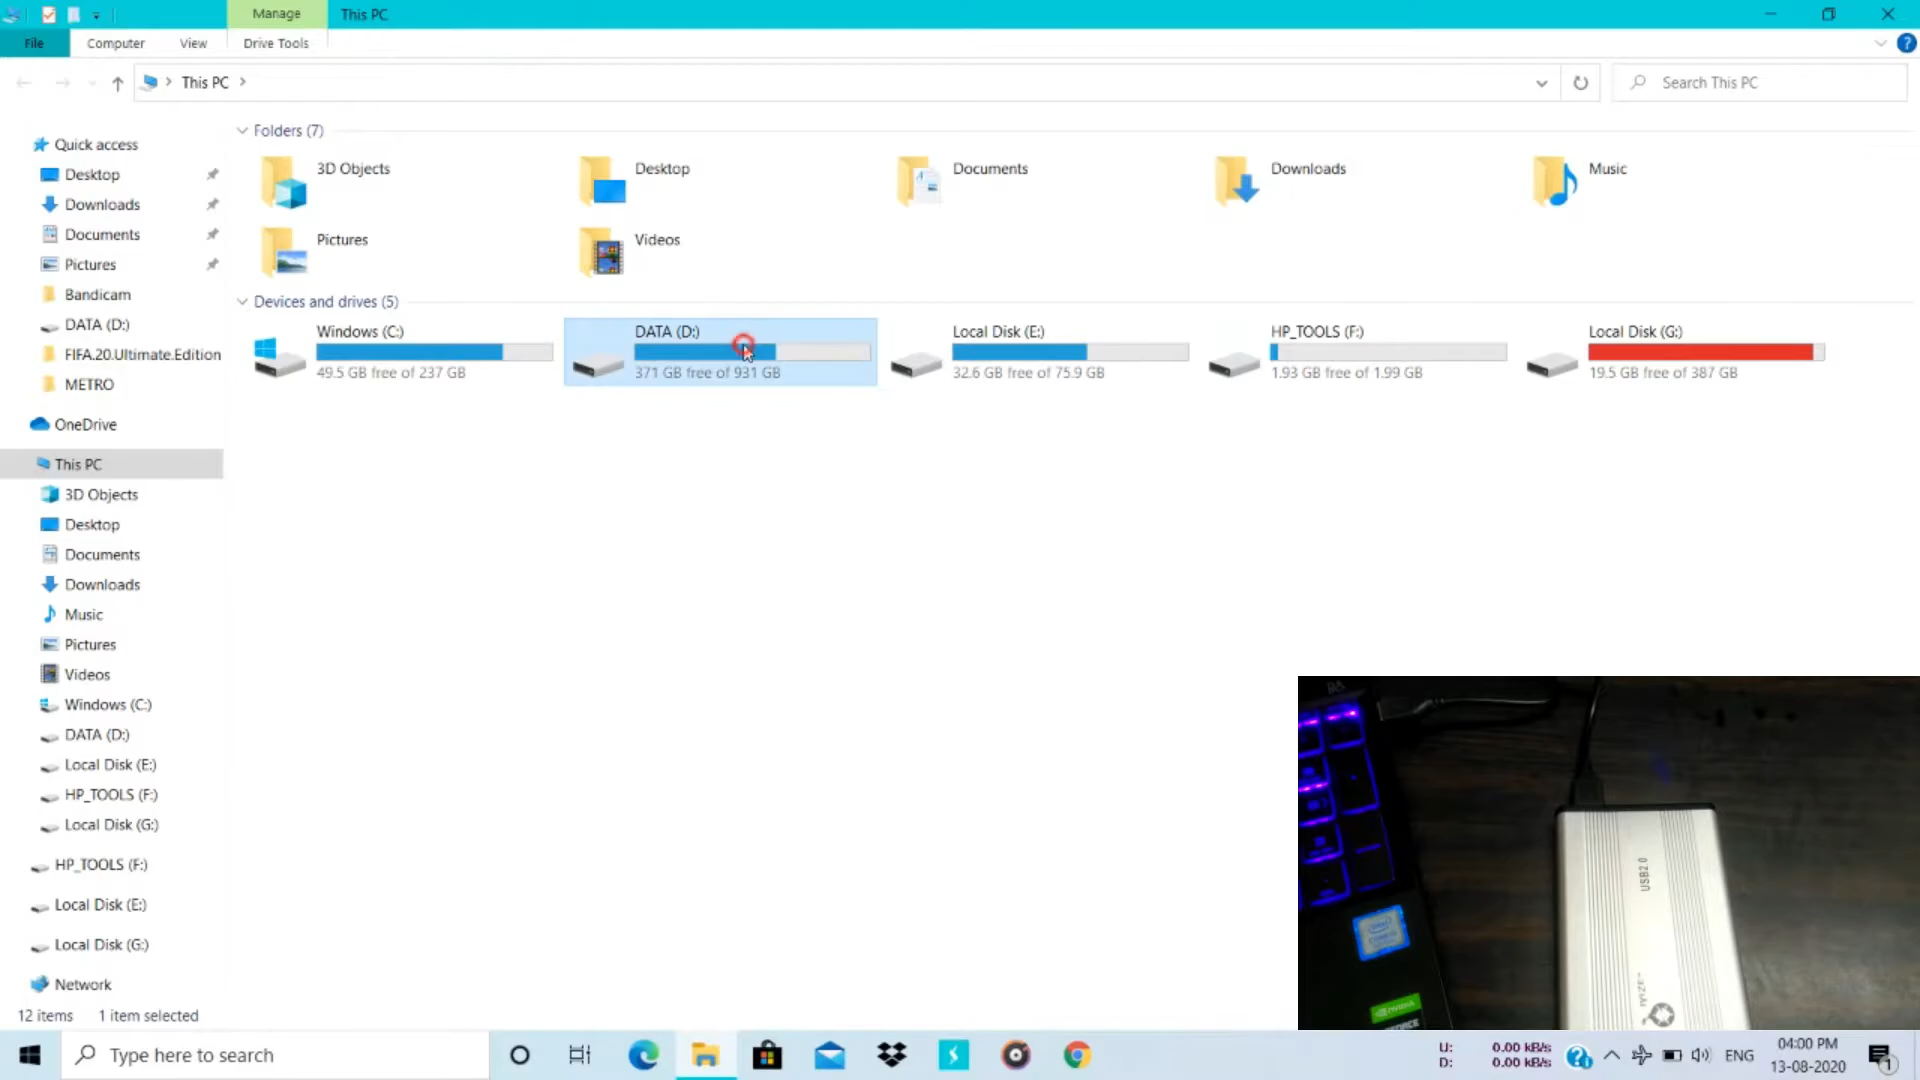 Manage
This PC
File
Computer
View
Drive Tools
This PC
Search This PC
Quick access
Desktop
Downloads
Documents
Pictures
Bandicam
DATA (D:)
FIFA.20.Ultimate.Edition
METRO
OneDrive
This PC
3D Objects
Desktop
Documents
Downloads
Music
Pictures
Videos
Windows (C:)
DATA (D:)
Local Disk (E:)
HP_TOOLS (F:)
Local Disk (G:)
HP_TOOLS (F:)
Local Disk (E:)
Local Disk (G:)
Network
Folders (7)
3D Objects
Desktop
Documents
Downloads
Music
Pictures
Videos
Devices and drives (5)
Windows (C:)
49.5 GB free of 237 GB
DATA (D:)
371 GB free of 931 GB
Local Disk (E:)
32.6 GB free of 75.9 GB
HP_TOOLS (F:)
1.93 GB free of 1.99 GB
Local Disk (G:)
19.5 GB free of 387 GB
USB2.0
intel
NVIDIA
GEFORCE
12 items
1 item selected
Type here to search
U: 0.00 kB/s
D: 0.00 kB/s
ENG
04:00 PM
13-08-2020
1